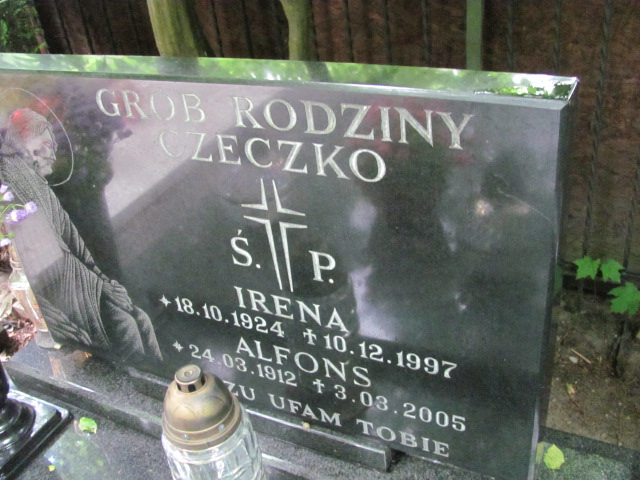 GROB RODZINY
CZECZKO
Ś. P.
IRENA
*18.10.1924 +10.12.1997
ALFONS
*24.03.1912 +3.03.2005
UFAM TOBIE